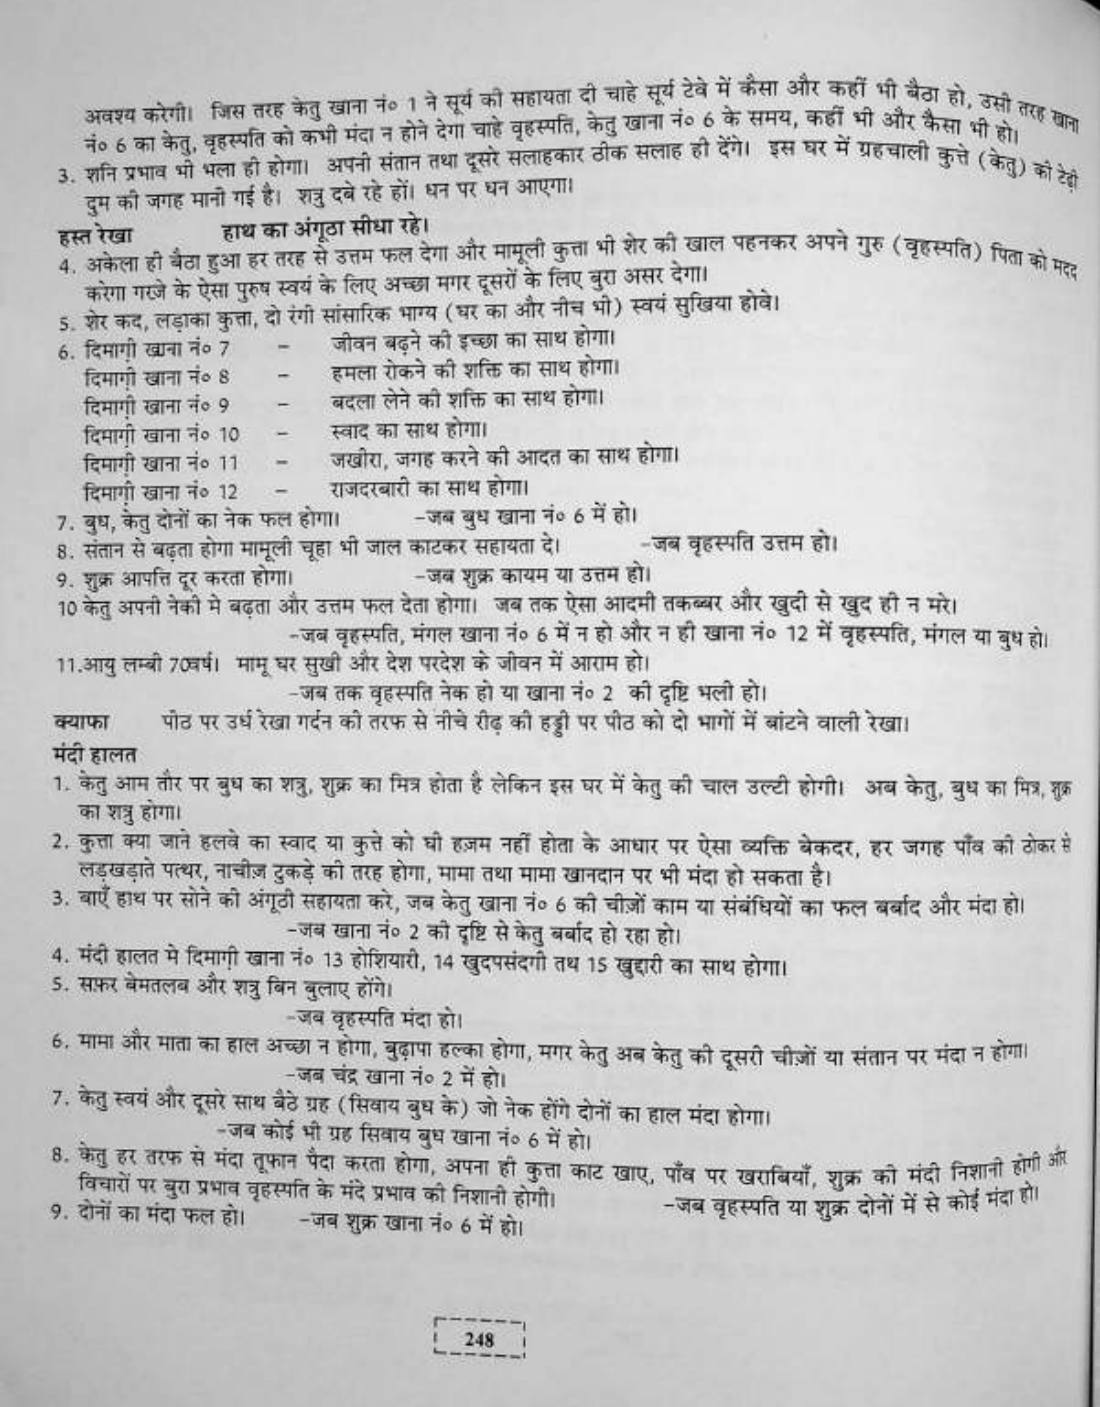 अवश्य करेगी। जिस तरह केतु खाना नं० 1 ने सूर्य की सहायता दी चाहे सूर्य टेवे में कैसा और कहीं भी बैठा हो, उसी तरह खाना
नं० 6 का केतु, वृहस्पति को कभी मंदा न होने देगा चाहे वृहस्पति, केतु खाना नं० 6 के समय, कहीं भी और कैसा भी हो।
3. शनि प्रभाव भी भला ही होगा। अपनी संतान तथा दूसरे सलाहकार ठीक सलाह ही देंगे। इस घर में ग्रहचाली कुत्ते (केतु) को टेढ़ी
दुम की जगह मानी गई है। शत्रु दबे रहे हों। धन पर धन आएगा।
हस्त रेखा हाथ का अंगूठा सीधा रहे।
4. अकेला ही बैठा हुआ हर तरह से उत्तम फल देगा और मामूली कुत्ता भी शेर की खाल पहनकर अपने गुरु (वृहस्पति) पिता को मदद
करेगा गरजे के ऐसा पुरुष स्वयं के लिए अच्छा मगर दूसरों के लिए बुरा असर देगा।
5. शेर कद, लड़ाका कुत्ता, दो रंगी सांसारिक भाग्य (घर का और नीच भी) स्वयं सुखिया होवे।
6. दिमाग़ी खाना नं० 7 – जीवन बढ़ने की इच्छा का साथ होगा।
दिमाग़ी खाना नं० 8 – हमला रोकने की शक्ति का साथ होगा।
दिमाग़ी खाना नं० 9 – बदला लेने की शक्ति का साथ होगा।
दिमाग़ी खाना नं० 10 – स्वाद का साथ होगा।
दिमाग़ी खाना नं० 11 – जखीरा, जगह करने की आदत का साथ होगा।
दिमाग़ी खाना नं० 12 – राजदरबारी का साथ होगा।
7. बुध, केतु दोनों का नेक फल होगा। -जब बुध खाना नं० 6 में हो।
8. संतान से बढ़ता होगा मामूली चूहा भी जाल काटकर सहायता दे। -जब वृहस्पति उत्तम हो।
9. शुक्र आपत्ति दूर करता होगा। -जब शुक्र कायम या उत्तम हो।
10 केतु अपनी नेकी मे बढ़ता और उत्तम फल देता होगा। जब तक ऐसा आदमी तकब्बर और खुदी से खुद ही न मरे।
-जब वृहस्पति, मंगल खाना नं० 6 में न हो और न ही खाना नं० 12 में वृहस्पति, मंगल या बुध हो।
11.आयु लम्बी 70वर्ष। मामू घर सुखी और देश परदेश के जीवन में आराम हो।
-जब तक वृहस्पति नेक हो या खाना नं० 2 की दृष्टि भली हो।
क्याफा पीठ पर उर्ध रेखा गर्दन की तरफ से नीचे रीढ़ की हड्डी पर पीठ को दो भागों में बांटने वाली रेखा।
मंदी हालत
1. केतु आम तौर पर बुध का शत्रु, शुक्र का मित्र होता है लेकिन इस घर में केतु की चाल उल्टी होगी। अब केतु, बुध का मित्र, शुक्र
का शत्रु होगा।
2. कुत्ता क्या जाने हलवे का स्वाद या कुत्ते को घी हज़म नहीं होता के आधार पर ऐसा व्यक्ति बेकदर, हर जगह पाँव की ठोकर से
लड़खड़ाते पत्थर, नाचीज़ टुकड़े की तरह होगा, मामा तथा मामा खानदान पर भी मंदा हो सकता है।
3. बाएँ हाथ पर सोने की अंगूठी सहायता करे, जब केतु खाना नं० 6 की चीज़ों काम या संबंधियों का फल बर्बाद और मंदा हो।
-जब खाना नं० 2 की दृष्टि से केतु बर्बाद हो रहा हो।
4. मंदी हालत मे दिमाग़ी खाना नं० 13 होशियारी, 14 खुदपसंदगी तथ 15 खुद्दारी का साथ होगा।
5. सफ़र बेमतलब और शत्रु बिन बुलाए होंगे।
-जब वृहस्पति मंदा हो।
6. मामा और माता का हाल अच्छा न होगा, बुढ़ापा हल्का होगा, मगर केतु अब केतु की दूसरी चीज़ों या संतान पर मंदा न होगा।
-जब चंद्र खाना नं० 2 में हो।
7. केतु स्वयं और दूसरे साथ बैठे ग्रह (सिवाय बुध के) जो नेक होंगे दोनों का हाल मंदा होगा।
-जब कोई भी ग्रह सिवाय बुध खाना नं० 6 में हो।
8. केतु हर तरफ से मंदा तूफान पैदा करता होगा, अपना ही कुत्ता काट खाए, पाँव पर खराबियाँ, शुक्र की मंदी निशानी होगी और
विचारों पर बुरा प्रभाव वृहस्पति के मंदे प्रभाव की निशानी होगी। -जब वृहस्पति या शुक्र दोनों में से कोई मंदा हो।
9. दोनों का मंदा फल हो। -जब शुक्र खाना नं० 6 में हो।
248